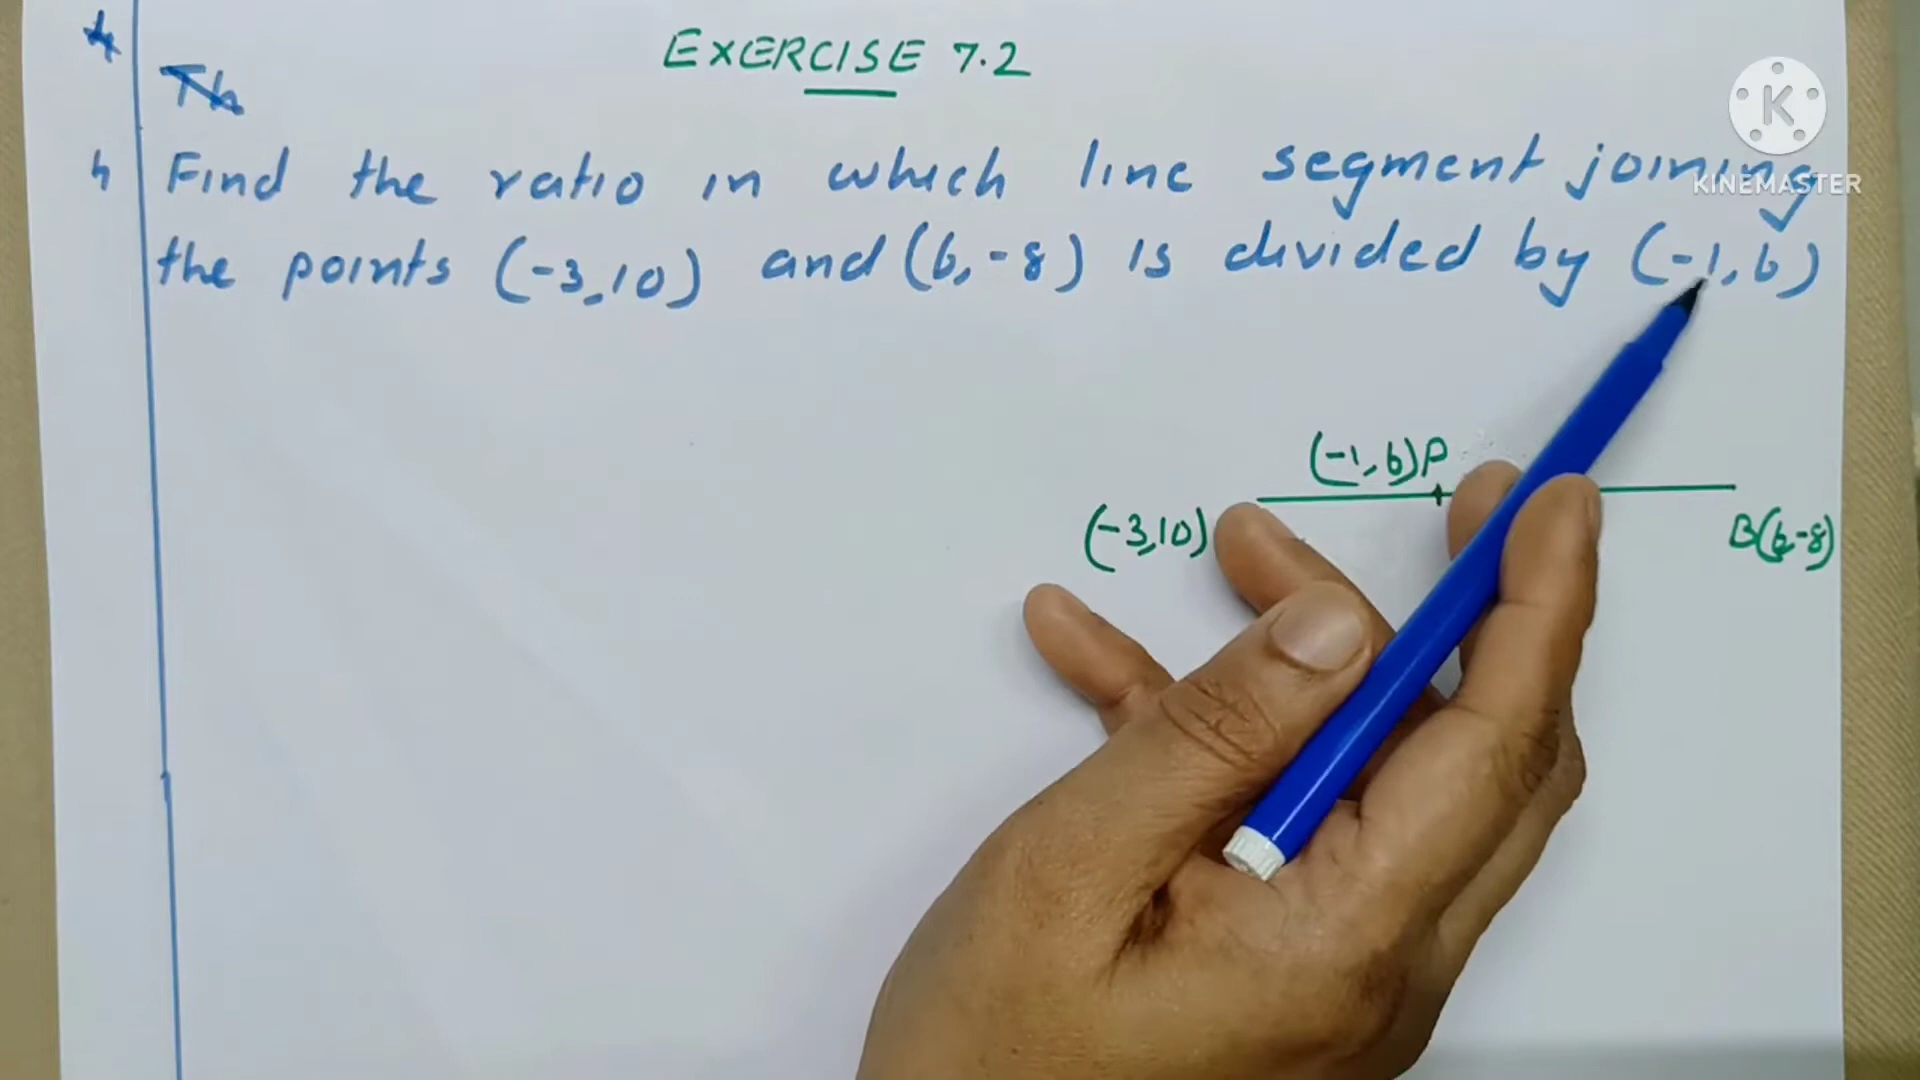 4
Th
EXERCISE 7.2
K
KINEMASTER
4 Find the ratio in which line segment joining
the points (-3,10) and (6,-8) is divided by (-1,6)
(-1,6)P
(-3,10)
B(6,-8)